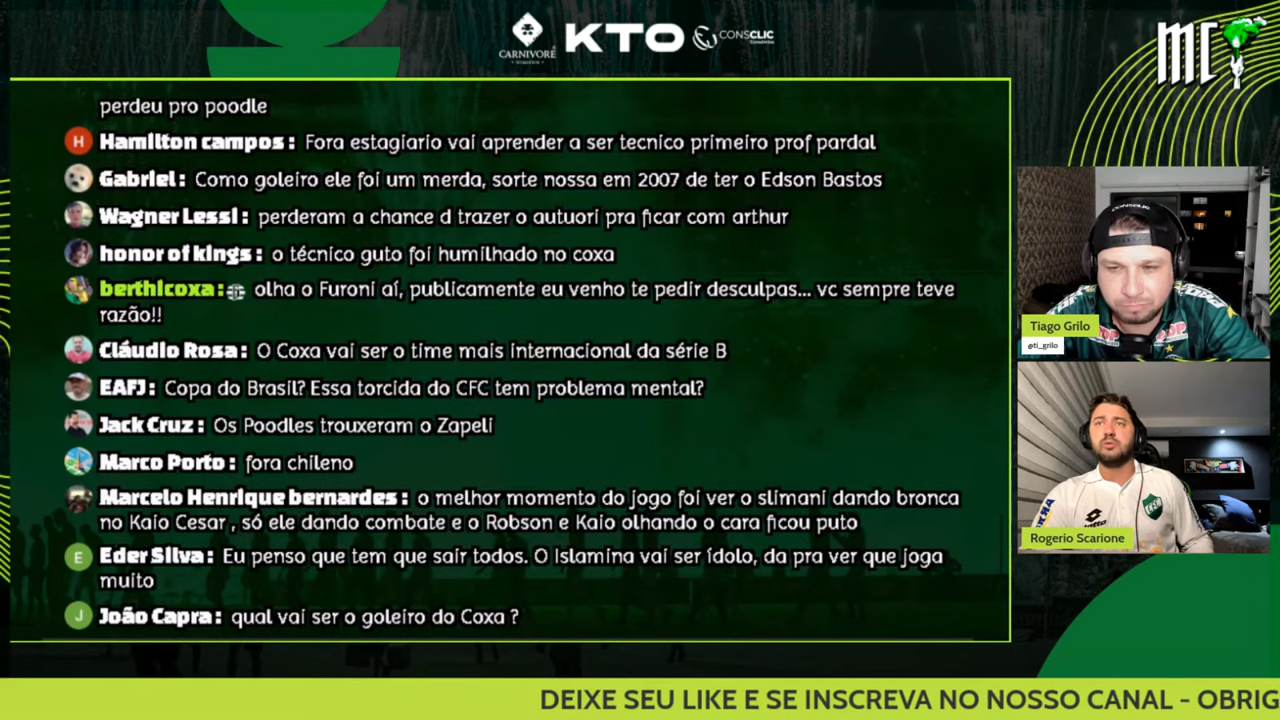 CARNIVORÉ
KTO
CONSCLIC
MC
perdeu pro poodle
H Hamilton campos : Fora estagiario vai aprender a ser tecnico primeiro prof pardal
Gabriel : Como goleiro ele foi um merda, sorte nossa em 2007 de ter o Edson Bastos
Wagner Lessi : perderam a chance d trazer o autuori pra ficar com arthur
honor of kings : o técnico guto foi humilhado no coxa
berthicoxa : olha o Furoni aí, publicamente eu venho te pedir desculpas... vc sempre teve
razão!!
Cláudio Rosa : O Coxa vai ser o time mais internacional da série B
EAFJ : Copa do Brasil? Essa torcida do CFC tem problema mental?
Jack Cruz : Os Poodles trouxeram o Zapeli
Marco Porto : fora chileno
Marcelo Henrique bernardes : o melhor momento do jogo foi ver o slimani dando bronca
no Kaio Cesar , só ele dando combate e o Robson e Kaio olhando o cara ficou puto
E Eder Silva : Eu penso que tem que sair todos. O Islamina vai ser ídolo, da pra ver que joga
muito
J João Capra : qual vai ser o goleiro do Coxa ?
CONSCLIC
Tiago Grilo
@ti_grilo
lotto
Rogerio Scarione
DEIXE SEU LIKE E SE INSCREVA NO NOSSO CANAL - OBRIG